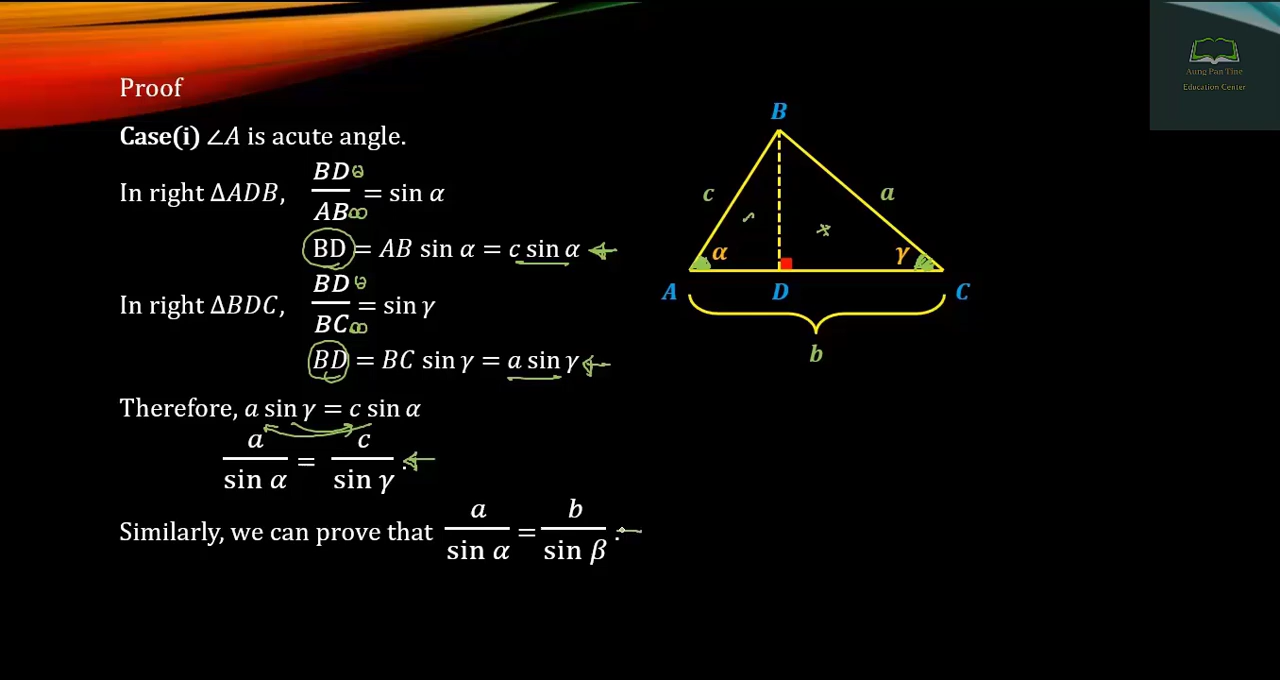 Aung Pan Tine
Education Center
Proof
Case(i) ∠A is acute angle.
In right ΔADB, BD/AB = sin α
BD = AB sin α = c sin α
In right ΔBDC, BD/BC = sin γ
BD = BC sin γ = a sin γ
Therefore, a sin γ = c sin α
a/sin α = c/sin γ .
Similarly, we can prove that a/sin α = b/sin β .
B
c
a
α
γ
A
D
C
b